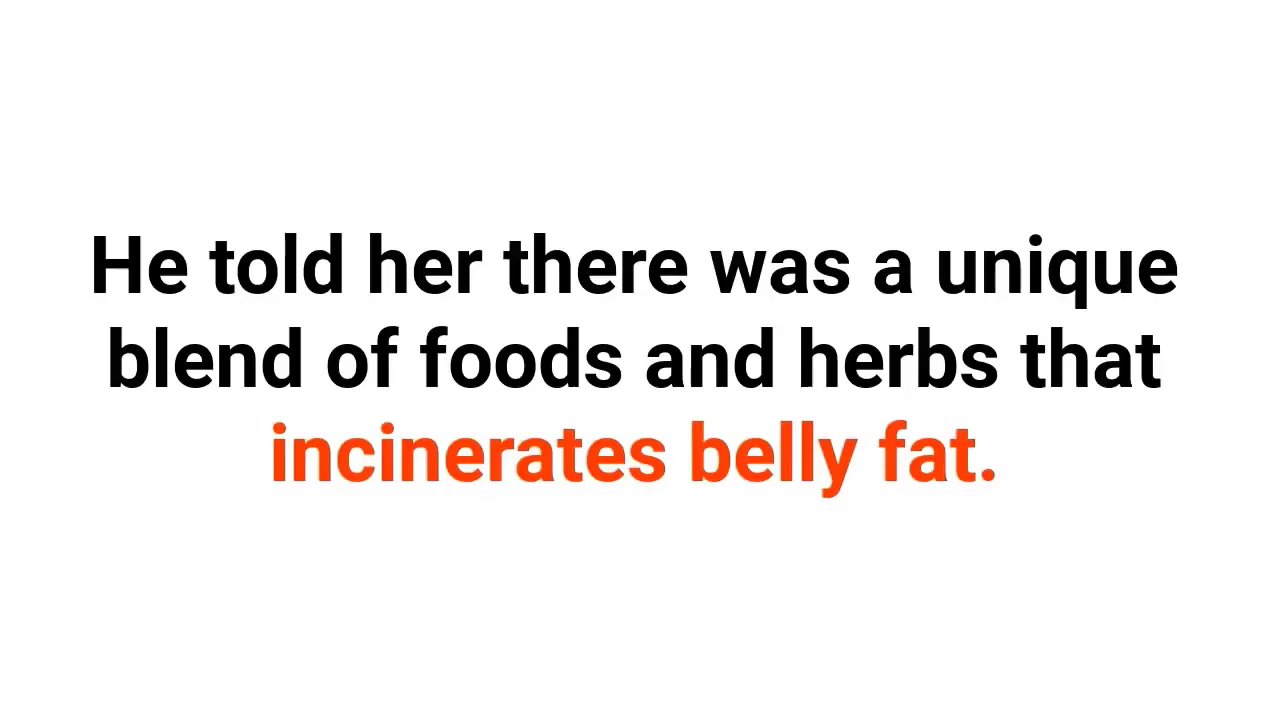 He told her there was a unique
blend of foods and herbs that
incinerates belly fat.